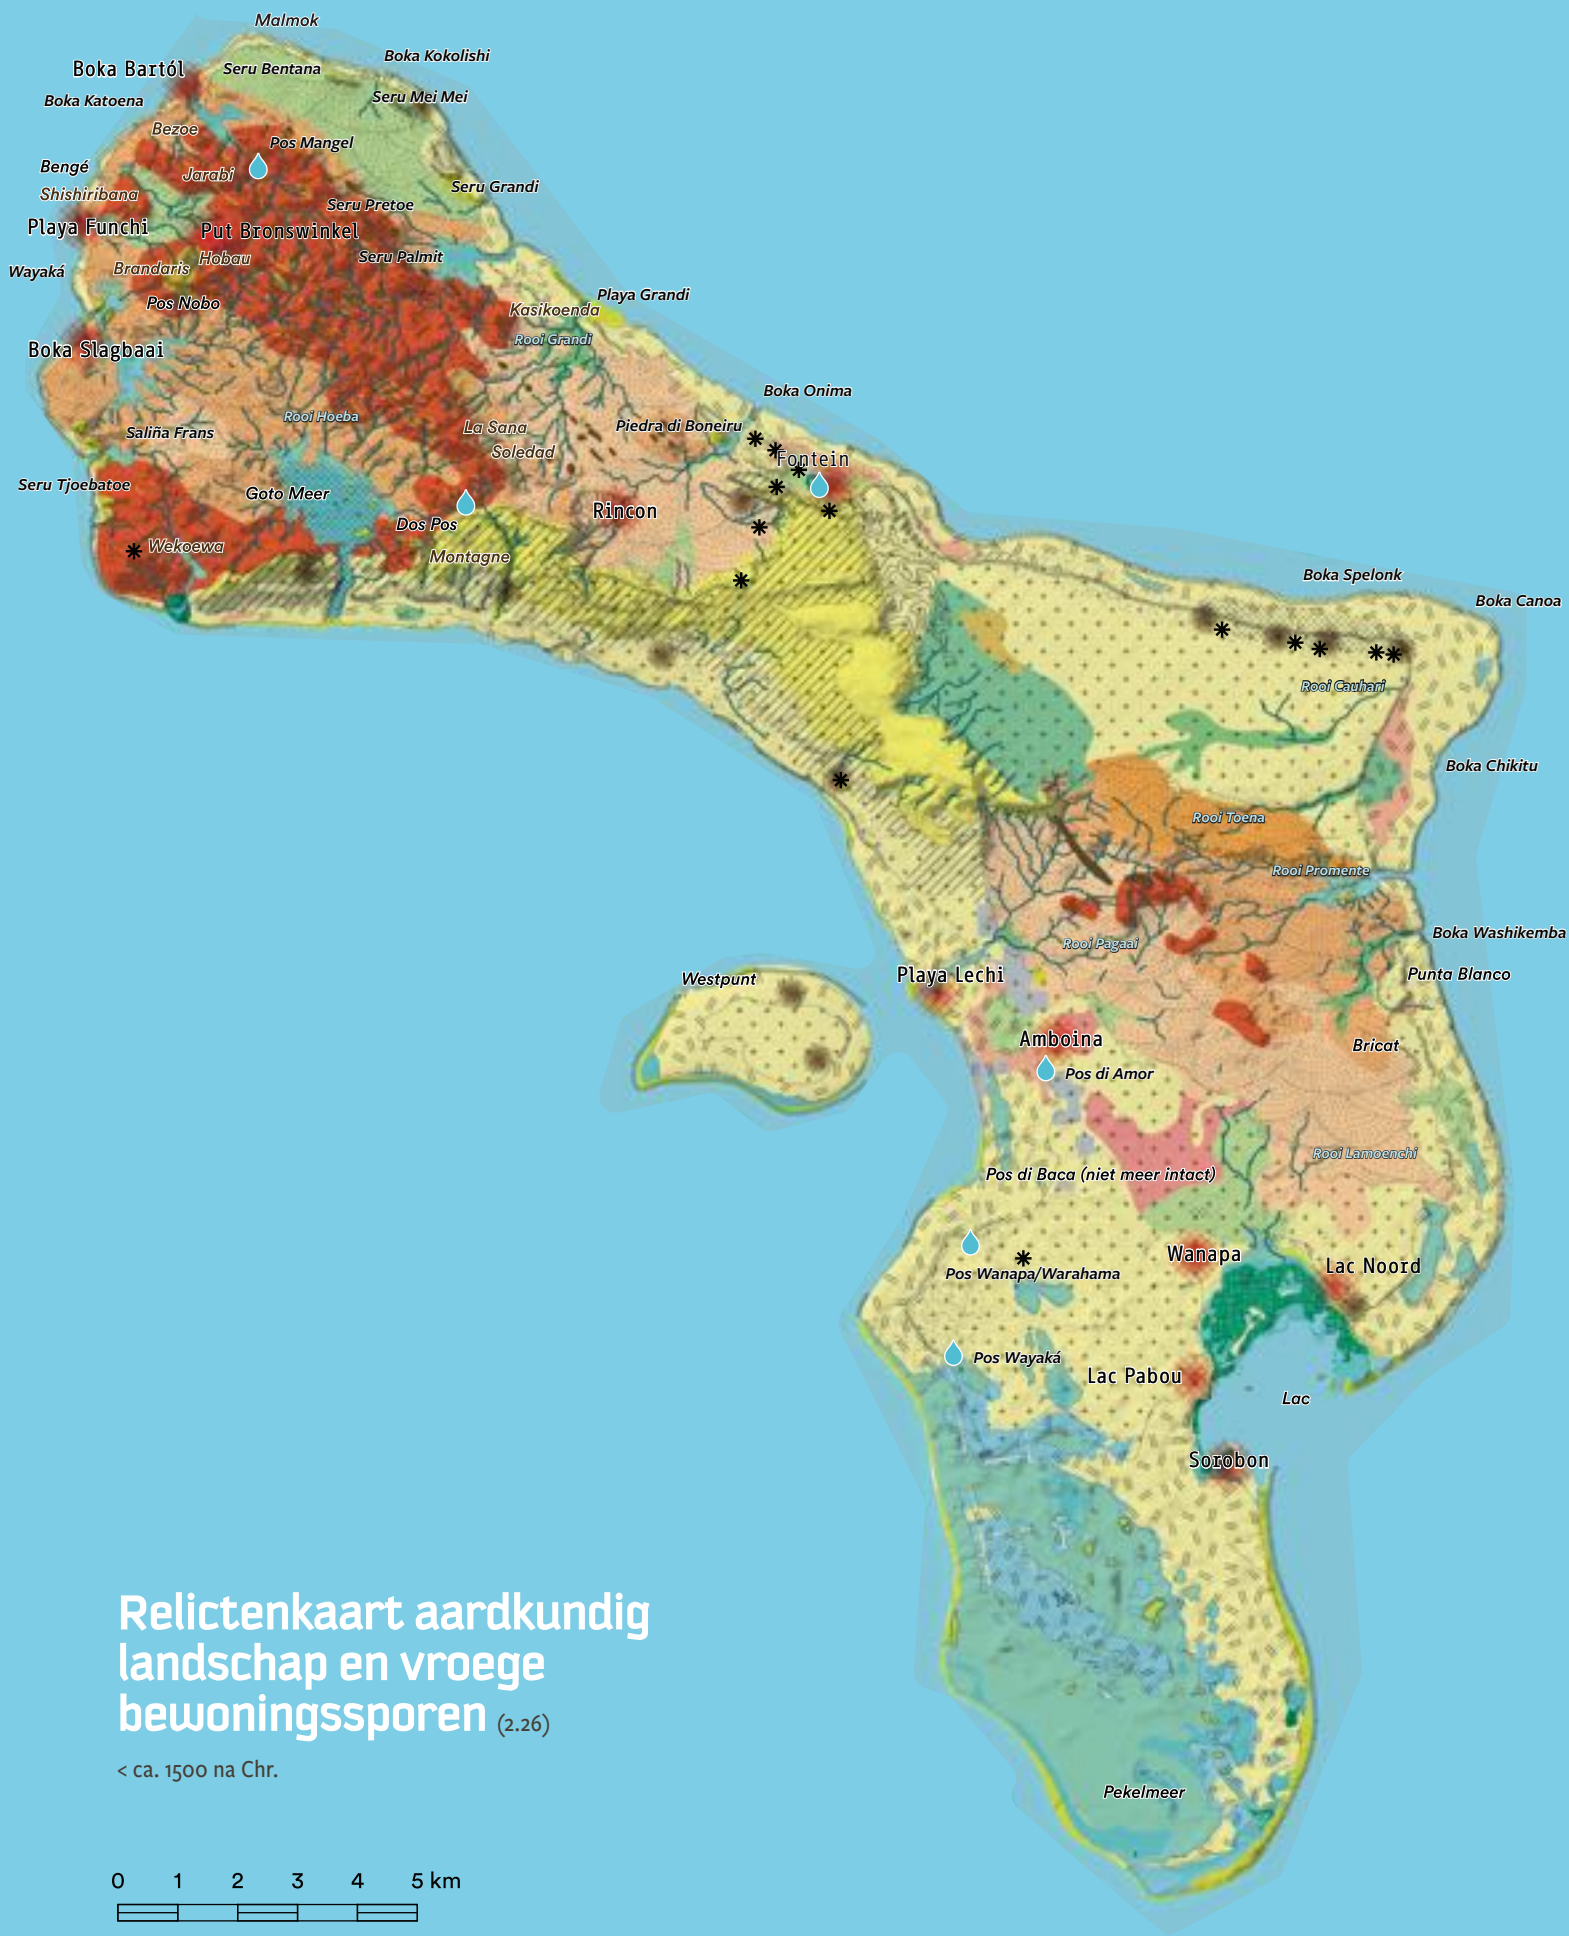 Malmok
Boka Kokolishi
Boka Bartól
Seru Bentana
Boka Katoena
Seru Mei Mei
Bezoe
Pos Mangel
Bengé
Jarabi
Seru Grandi
Shishiribana
Seru Pretoe
Playa Funchi
Put Bronswinkel
Hobau
Seru Palmit
Wayaká
Brandaris
Playa Grandi
Pos Nobo
Kasikoenda
Rooi Grandi
Boka Slagbaai
Boka Onima
Rooi Hoeba
La Sana
Piedra di Boneiru
Saliña Frans
Soledad
Fontein
Seru Tjoebatoe
Goto Meer
Rincon
Dos Pos
Wekoewa
Montagne
Boka Spelonk
Boka Canoa
Rooi Cauhari
Boka Chikitu
Rooi Toena
Rooi Promente
Boka Washikemba
Rooi Pagaai
Playa Lechi
Punta Blanco
Westpunt
Amboina
Bricat
Pos di Amor
Rooi Lamoenchi
Pos di Baca (niet meer intact)
Wanapa
Lac Noord
Pos Wanapa/Warahama
Pos Wayaká
Lac Pabou
Lac
Sorobon
Relictenkaart aardkundig
landschap en vroege
bewoningssporen (2.26)
< ca. 1500 na Chr.
Pekelmeer
0 1 2 3 4 5 km